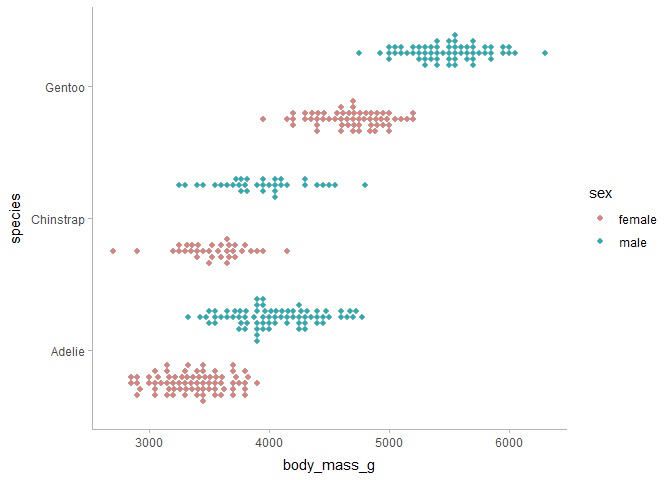 Gentoo
Chinstrap
Adelie
species
3000 4000 5000 6000
body_mass_g
sex
female
male